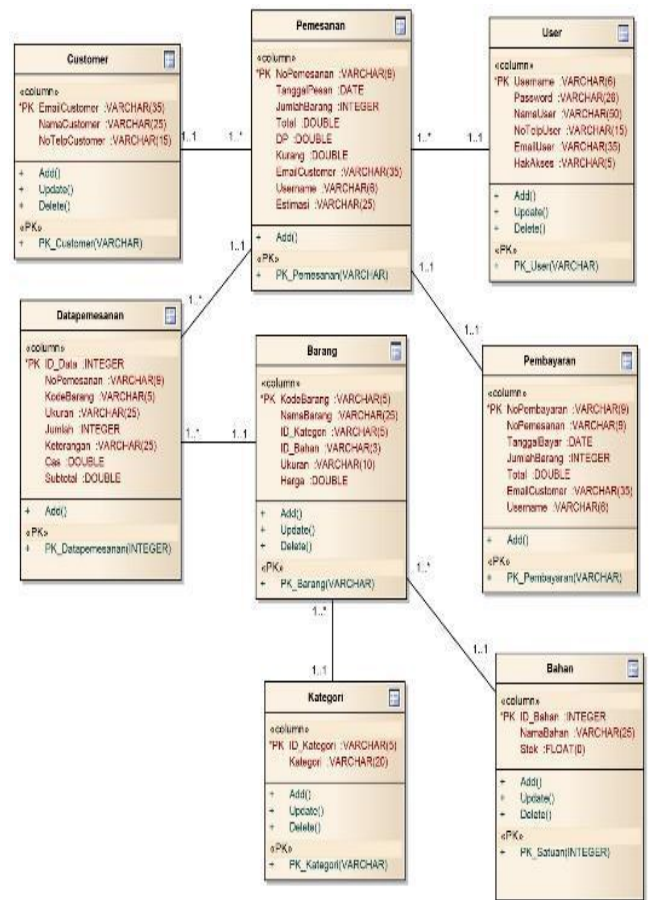 Customer
«column»
*PK EmailCustomer :VARCHAR(35)
NamaCustomer :VARCHAR(25)
NoTelpCustomer :VARCHAR(15)
+ Add()
+ Update()
+ Delete()
«PK»
+ PK_Customer(VARCHAR)
1..1
1..*
Pemesanan
«column»
*PK NoPemesanan :VARCHAR(9)
TanggalPesan :DATE
JumlahBarang :INTEGER
Total :DOUBLE
DP :DOUBLE
Kurang :DOUBLE
EmailCustomer :VARCHAR(35)
Username :VARCHAR(6)
Estimasi :VARCHAR(25)
+ Add()
«PK»
+ PK_Pemesanan(VARCHAR)
1..*
1..1
User
«column»
*PK Username :VARCHAR(6)
Password :VARCHAR(28)
NamaUser :VARCHAR(50)
NoTelpUser :VARCHAR(15)
EmailUser :VARCHAR(35)
HakAkses :VARCHAR(5)
+ Add()
+ Update()
+ Delete()
«PK»
+ PK_User(VARCHAR)
1..1
1..*
1..1
1..1
Datapemesanan
«column»
*PK ID_Data :INTEGER
NoPemesanan :VARCHAR(9)
KodeBarang :VARCHAR(5)
Ukuran :VARCHAR(25)
Jumlah :INTEGER
Keterangan :VARCHAR(25)
Cas :DOUBLE
Subtotal :DOUBLE
+ Add()
«PK»
+ PK_Datapemesanan(INTEGER)
1..*
1..1
Barang
«column»
*PK KodeBarang :VARCHAR(5)
NamaBarang :VARCHAR(25)
ID_Kategori :VARCHAR(5)
ID_Bahan :VARCHAR(3)
Ukuran :VARCHAR(10)
Harga :DOUBLE
+ Add()
+ Update()
+ Delete()
«PK»
+ PK_Barang(VARCHAR)
Pembayaran
«column»
*PK NoPembayaran :VARCHAR(9)
NoPemesanan :VARCHAR(9)
TanggalBayar :DATE
JumlahBarang :INTEGER
Total :DOUBLE
EmailCustomer :VARCHAR(35)
Username :VARCHAR(6)
+ Add()
«PK»
+ PK_Pembayaran(VARCHAR)
1..*
1..1
1..*
1..1
Kategori
«column»
*PK ID_Kategori :VARCHAR(5)
Kategori :VARCHAR(20)
+ Add()
+ Update()
+ Delete()
«PK»
+ PK_Kategori(VARCHAR)
Bahan
«column»
*PK ID_Bahan :INTEGER
NamaBahan :VARCHAR(25)
Stok :FLOAT(0)
+ Add()
+ Update()
+ Delete()
«PK»
+ PK_Satuan(INTEGER)